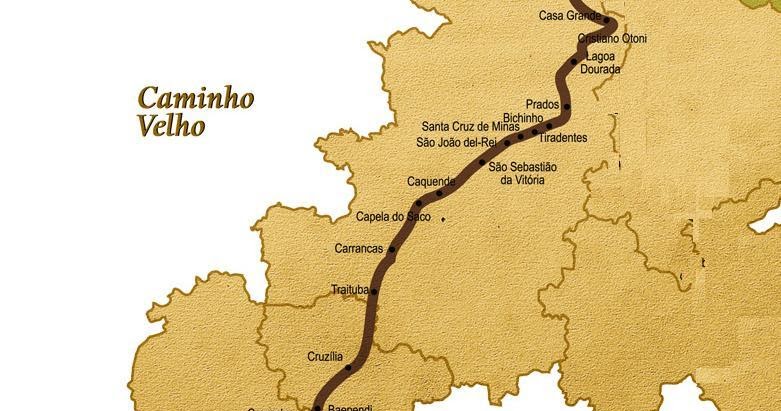 Casa Grande
Cristiano Otoni
Lagoa
Dourada
Caminho
Velho
Prados
Bichinho
Santa Cruz de Minas
Tiradentes
São João del-Rei
São Sebastião
da Vitória
Caquende
Capela do Saco
Carrancas
Traituba
Cruzília
Baependi